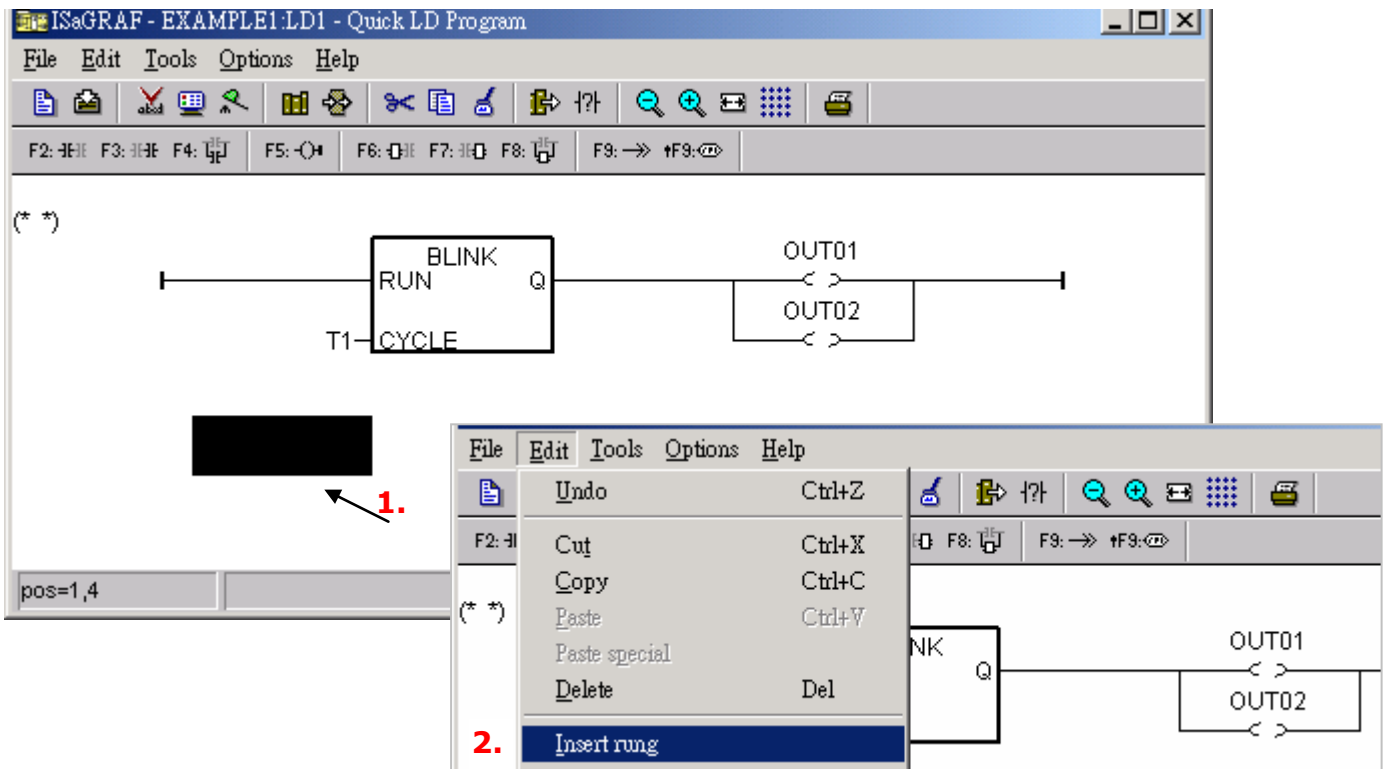 ISaGRAF - EXAMPLE1:LD1 - Quick LD Program
File Edit Tools Options Help
F2: F3: F4: F5: F6: F7: F8: F9: F9:
(* *)
BLINK
RUN Q
T1 CYCLE
OUT01
OUT02
1.
pos=1,4
File Edit Tools Options Help
Undo Ctrl+Z
Cut Ctrl+X
Copy Ctrl+C
Paste Ctrl+V
Paste special
Delete Del
2. Insert rung
F2: F8: F9: F9:
(* *)
NK
Q
OUT01
OUT02